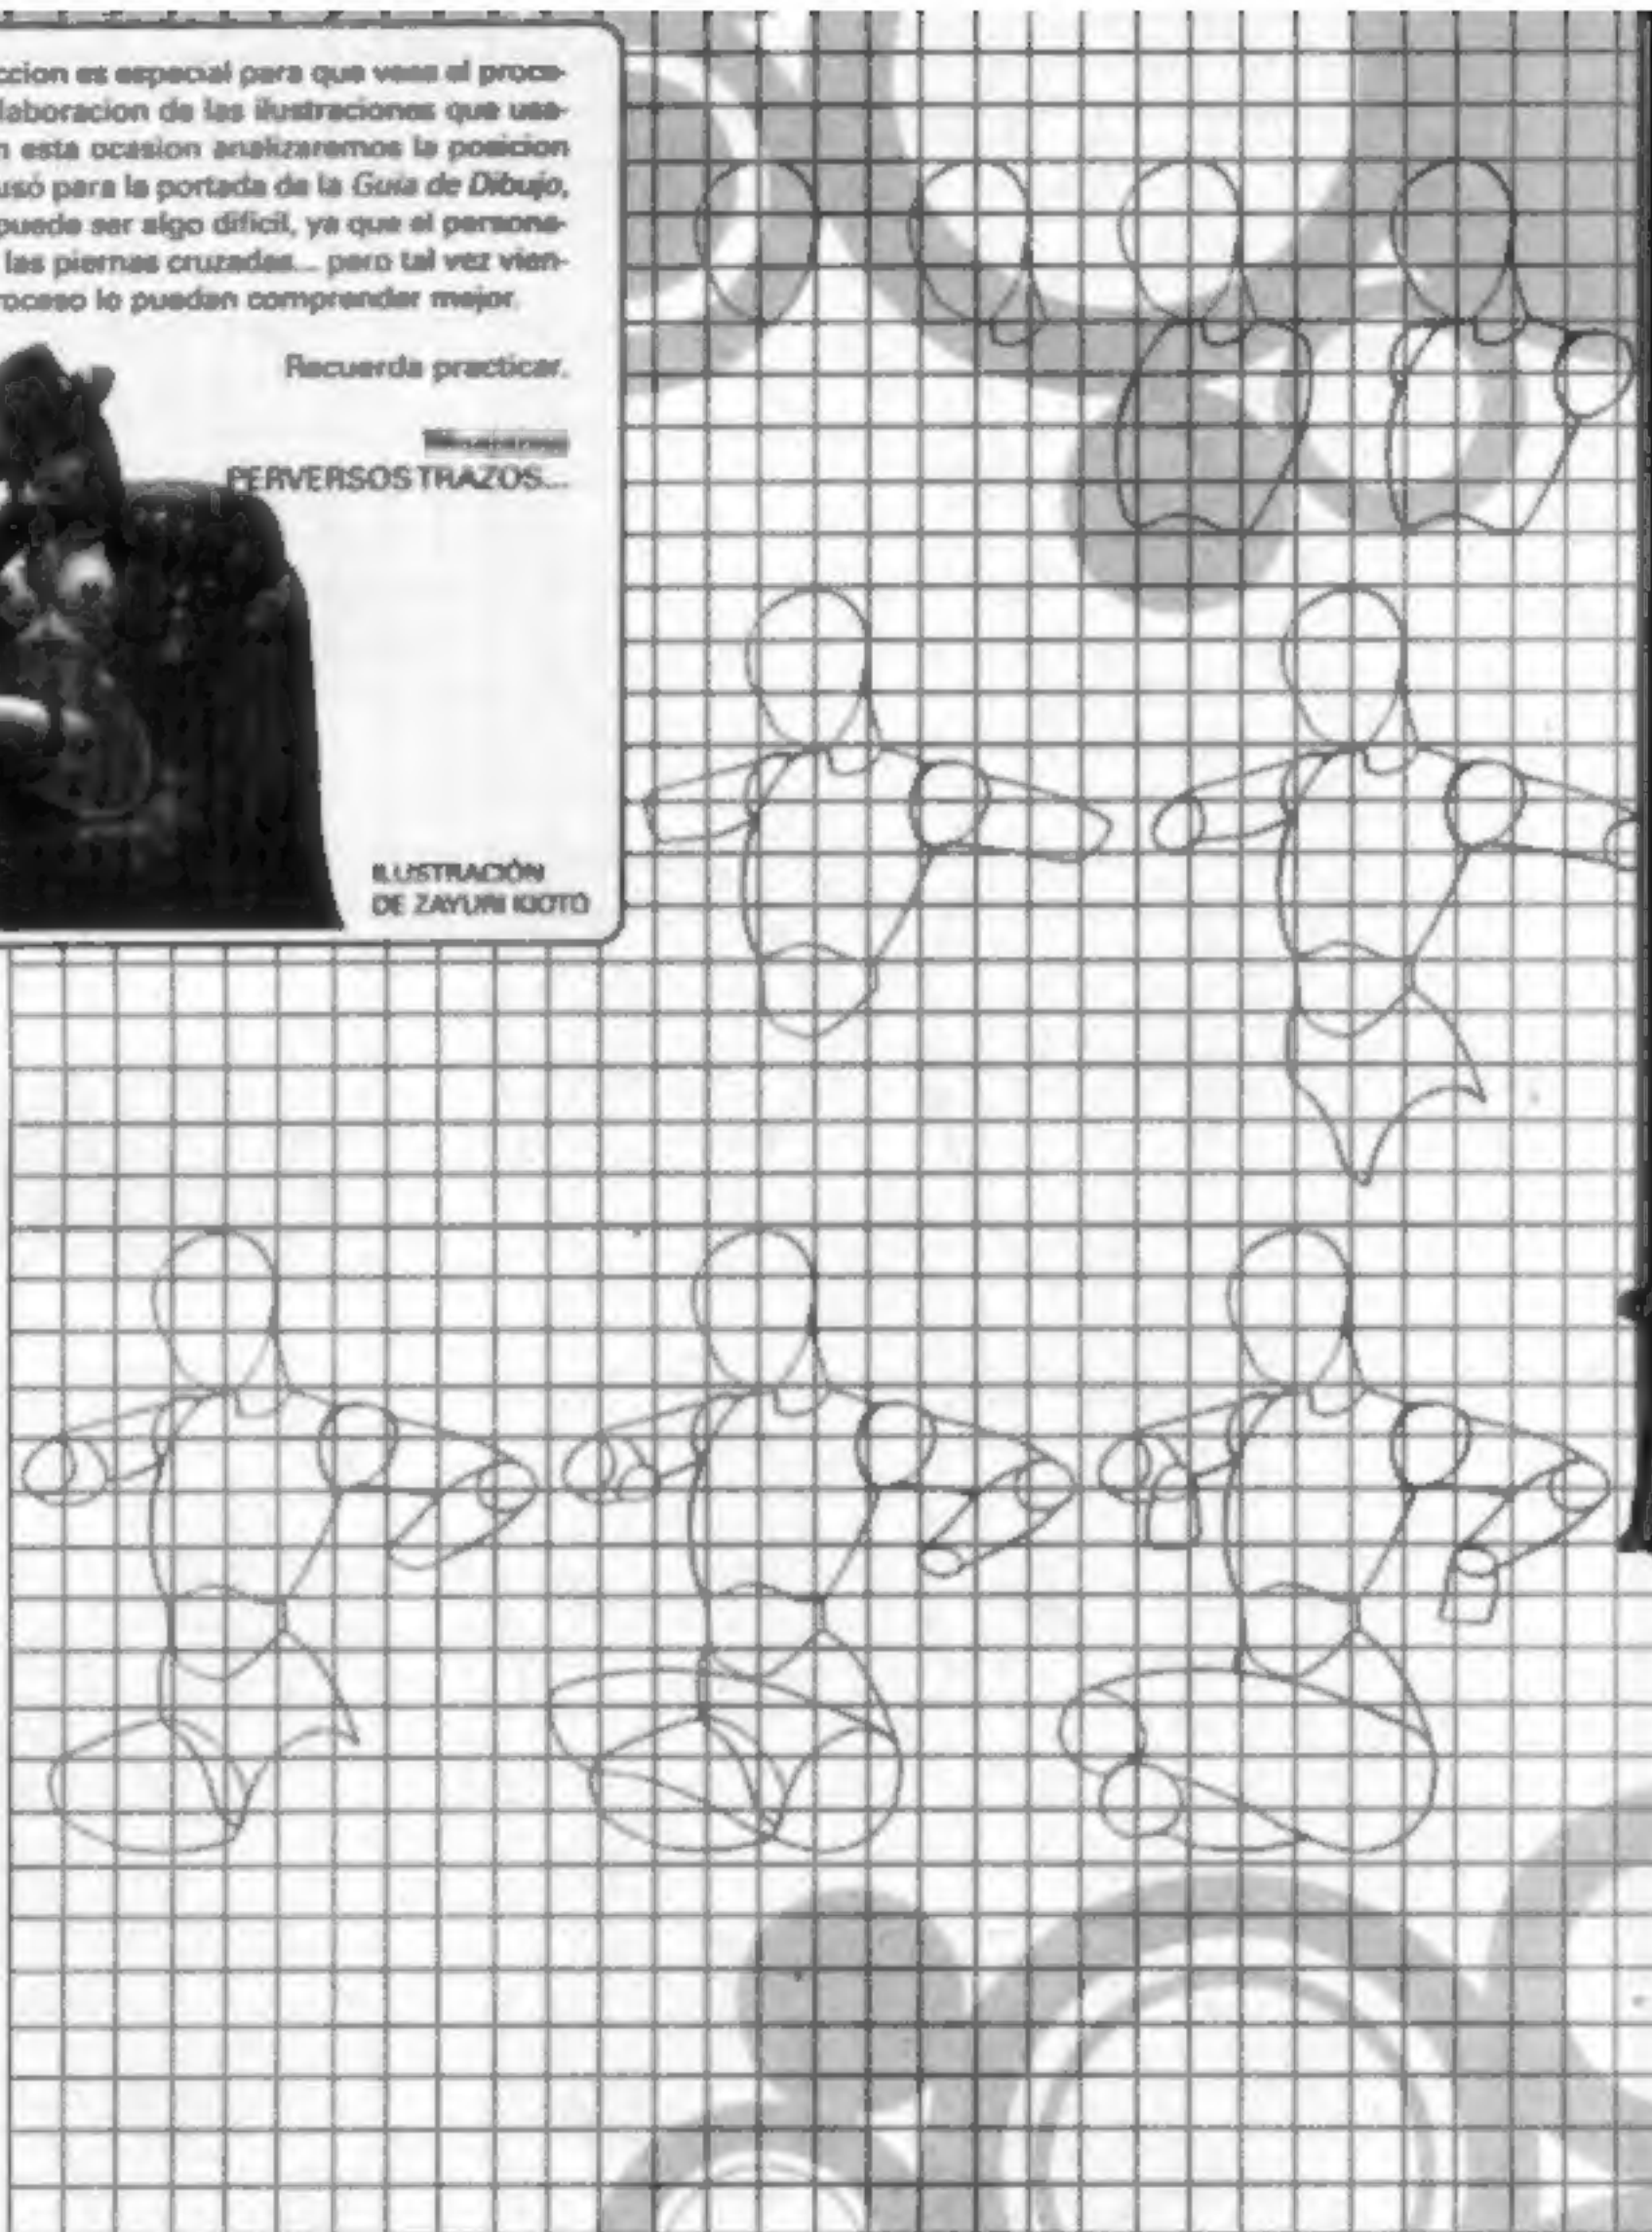 ccion es especial para que veas el proce-
laboracion de las ilustraciones que use-
n esta ocasion analizaremos la posicion
usó para la portada de la Guia de Dibujo,
puede ser algo dificil, ya que el persona-
las piernas cruzadas... pero tal vez vien-
roceso lo puedan comprender mejor.
Recuerda practicar.
PERVERSOS TRAZOS...
ILUSTRACIÓN
DE ZAYURI KIOTO